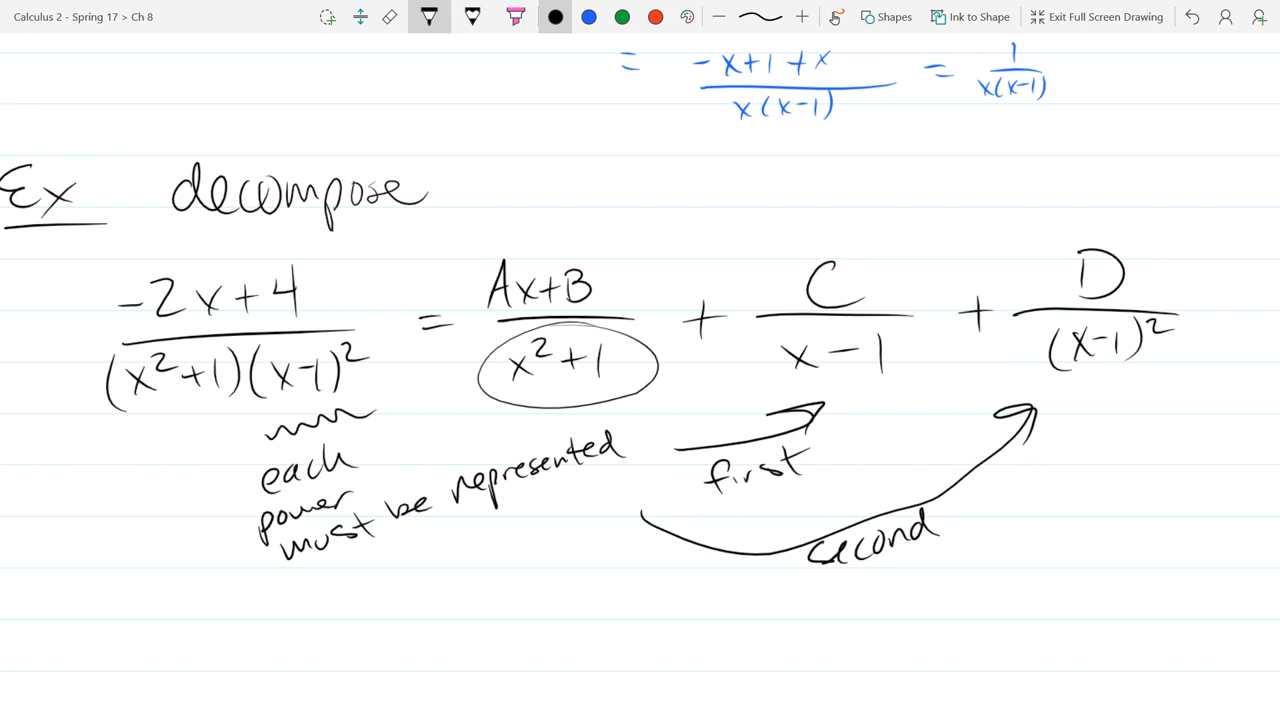 Calculus 2 - Spring 17 > Ch 8
Shapes Ink to Shape Exit Full Screen Drawing
= -x+1+x / x(x-1) = 1 / x(x-1)
Ex decompose
-2x+4 / (x²+1)(x-1)² = Ax+B / x²+1 + C / x-1 + D / (x-1)²
each
power
must be represented
first
second